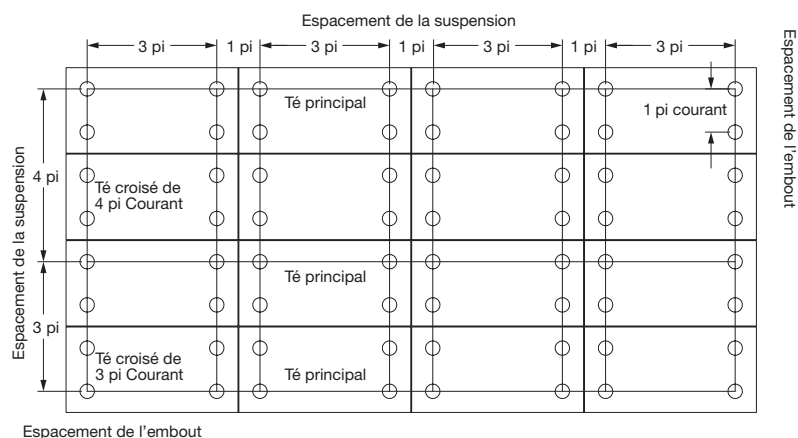 Espacement de la suspension
3 pi 1 pi 3 pi 1 pi 3 pi 1 pi 3 pi
Té principal
1 pi courant
Espacement de l'embout
Espacement de la suspension
4 pi
Té croisé de
4 pi Courant
Té principal
3 pi
Té croisé de
3 pi Courant
Té principal
Espacement de l'embout